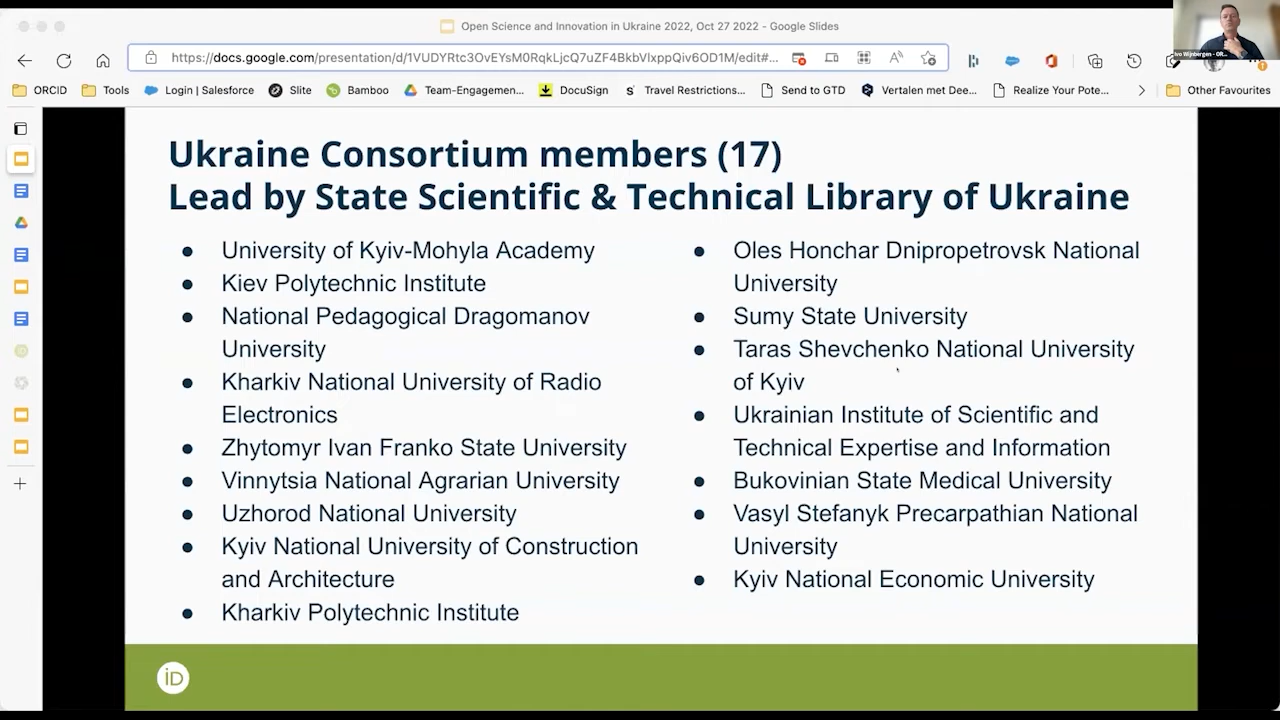 Open Science and Innovation in Ukraine 2022, Oct 27 2022 - Google Slides
https://docs.google.com/presentation/d/1VUDYRtc3OvEYxM0RqkLjcQ7uZF4BkbVlxppQiv6OD1M/edit#...
ORCID Tools Login | Salesforce Slite Bamboo Team-Engagemen... DocuSign Travel Restrictions... Send to GTD Vertalen met Dee... Realize Your Pote... Other Favourites
Ukraine Consortium members (17)
Lead by State Scientific & Technical Library of Ukraine
University of Kyiv-Mohyla Academy
Kiev Polytechnic Institute
National Pedagogical Dragomanov
University
Kharkiv National University of Radio
Electronics
Zhytomyr Ivan Franko State University
Vinnytsia National Agrarian University
Uzhorod National University
Kyiv National University of Construction
and Architecture
Kharkiv Polytechnic Institute
Oles Honchar Dnipropetrovsk National
University
Sumy State University
Taras Shevchenko National University
of Kyiv
Ukrainian Institute of Scientific and
Technical Expertise and Information
Bukovinian State Medical University
Vasyl Stefanyk Precarpathian National
University
Kyiv National Economic University
iD